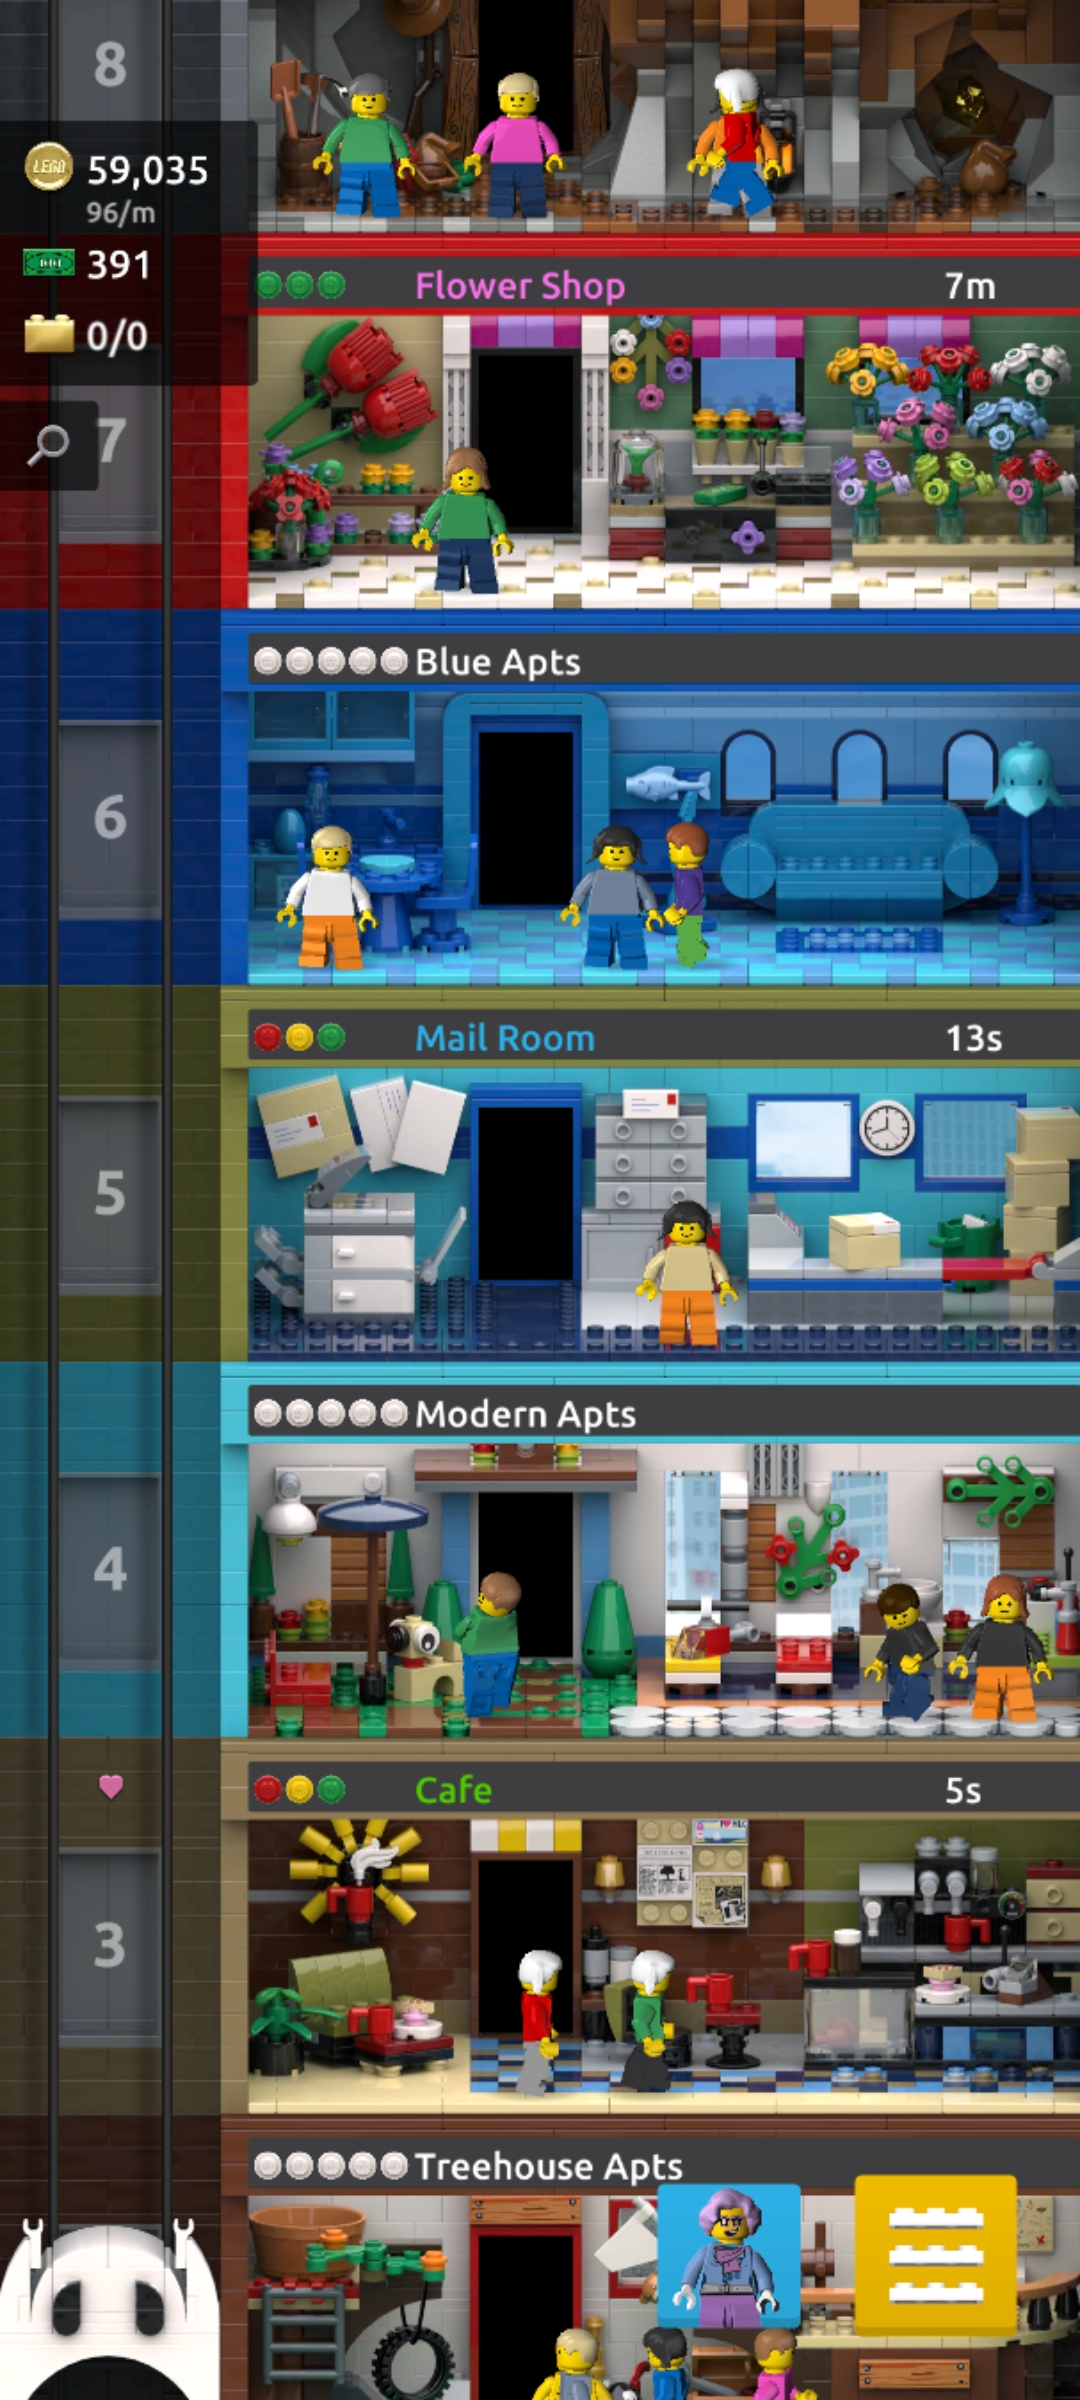 8
LEGO
59,035
96/m
391
0/0
Flower Shop 7m
7
Blue Apts
6
Mail Room 13s
5
Modern Apts
4
Cafe 5s
3
Treehouse Apts